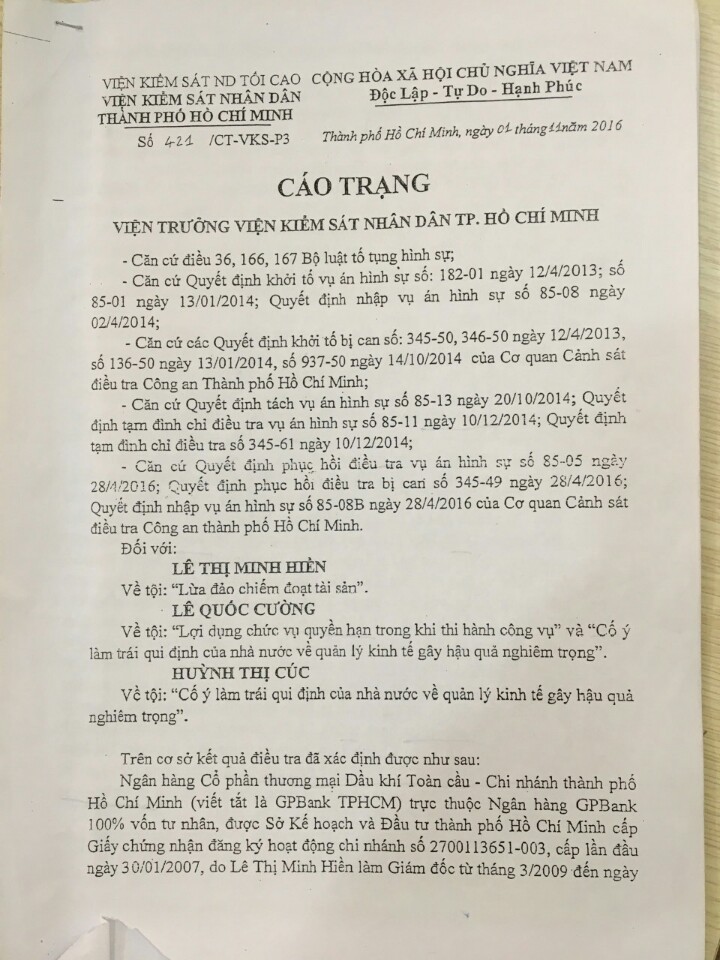 VIỆN KIỂM SÁT ND TỐI CAO CỘNG HÒA XÃ HỘI CHỦ NGHĨA VIỆT NAM
VIỆN KIỂM SÁT NHÂN DÂN Độc Lập - Tự Do - Hạnh Phúc
THÀNH PHỐ HỒ CHÍ MINH
Số 421 /CT-VKS-P3 Thành phố Hồ Chí Minh, ngày 01 tháng 11 năm 2016
CÁO TRẠNG
VIỆN TRƯỞNG VIỆN KIỂM SÁT NHÂN DÂN TP. HỒ CHÍ MINH
- Căn cứ điều 36, 166, 167 Bộ luật tố tụng hình sự;
- Căn cứ Quyết định khởi tố vụ án hình sự số: 182-01 ngày 12/4/2013; số
85-01 ngày 13/01/2014; Quyết định nhập vụ án hình sự số 85-08 ngày
02/4/2014;
- Căn cứ các Quyết định khởi tố bị can số: 345-50, 346-50 ngày 12/4/2013,
số 136-50 ngày 13/01/2014, số 937-50 ngày 14/10/2014 của Cơ quan Cảnh sát
điều tra Công an Thành phố Hồ Chí Minh;
- Căn cứ Quyết định tách vụ án hình sự số 85-13 ngày 20/10/2014; Quyết
định tạm đình chỉ điều tra vụ án hình sự số 85-11 ngày 10/12/2014; Quyết định
tạm đình chỉ điều tra số 345-61 ngày 10/12/2014;
- Căn cứ Quyết định phục hồi điều tra vụ án hình sự số 85-05 ngày
28/4/2016; Quyết định phục hồi điều tra bị can số 345-49 ngày 28/4/2016;
Quyết định nhập vụ án hình sự số 85-08B ngày 28/4/2016 của Cơ quan Cảnh sát
điều tra Công an thành phố Hồ Chí Minh.
Đối với:
LÊ THỊ MINH HIỀN
Về tội: “Lừa đảo chiếm đoạt tài sản”.
LÊ QUỐC CƯỜNG
Về tội: “Lợi dụng chức vụ quyền hạn trong khi thi hành công vụ” và “Cố ý
làm trái qui định của nhà nước về quản lý kinh tế gây hậu quả nghiêm trọng”.
HUỲNH THỊ CÚC
Về tội: “Cố ý làm trái qui định của nhà nước về quản lý kinh tế gây hậu quả
nghiêm trọng”.
Trên cơ sở kết quả điều tra đã xác định được như sau:
Ngân hàng Cổ phần thương mại Dầu khí Toàn cầu - Chi nhánh thành phố
Hồ Chí Minh (viết tắt là GPBank TPHCM) trực thuộc Ngân hàng GPBank
100% vốn tư nhân, được Sở Kế hoạch và Đầu tư thành phố Hồ Chí Minh cấp
Giấy chứng nhận đăng ký hoạt động chi nhánh số 2700113651-003, cấp lần đầu
ngày 30/01/2007, do Lê Thị Minh Hiền làm Giám đốc từ tháng 3/2009 đến ngày